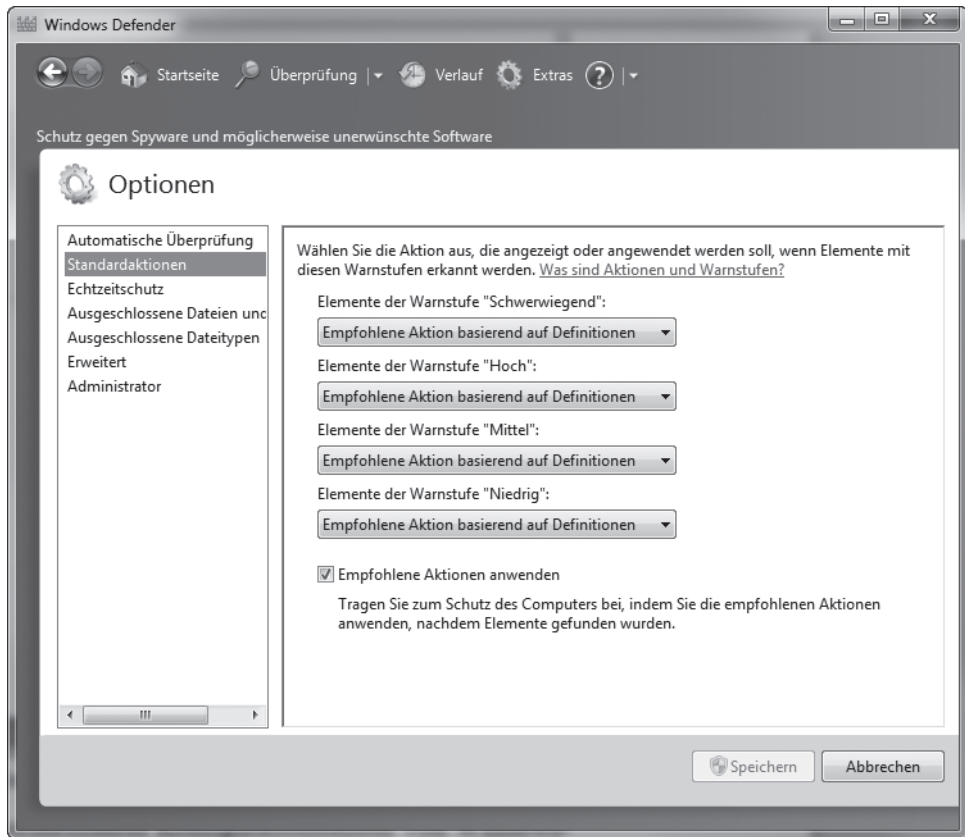 Windows Defender
Startseite Überprüfung Verlauf Extras ?
Schutz gegen Spyware und möglicherweise unerwünschte Software
Optionen
Automatische Überprüfung
Standardaktionen
Echtzeitschutz
Ausgeschlossene Dateien und
Ausgeschlossene Dateitypen
Erweitert
Administrator
Wählen Sie die Aktion aus, die angezeigt oder angewendet werden soll, wenn Elemente mit
diesen Warnstufen erkannt werden. Was sind Aktionen und Warnstufen?
Elemente der Warnstufe "Schwerwiegend":
Empfohlene Aktion basierend auf Definitionen
Elemente der Warnstufe "Hoch":
Empfohlene Aktion basierend auf Definitionen
Elemente der Warnstufe "Mittel":
Empfohlene Aktion basierend auf Definitionen
Elemente der Warnstufe "Niedrig":
Empfohlene Aktion basierend auf Definitionen
Empfohlene Aktionen anwenden
Tragen Sie zum Schutz des Computers bei, indem Sie die empfohlenen Aktionen
anwenden, nachdem Elemente gefunden wurden.
Speichern Abbrechen